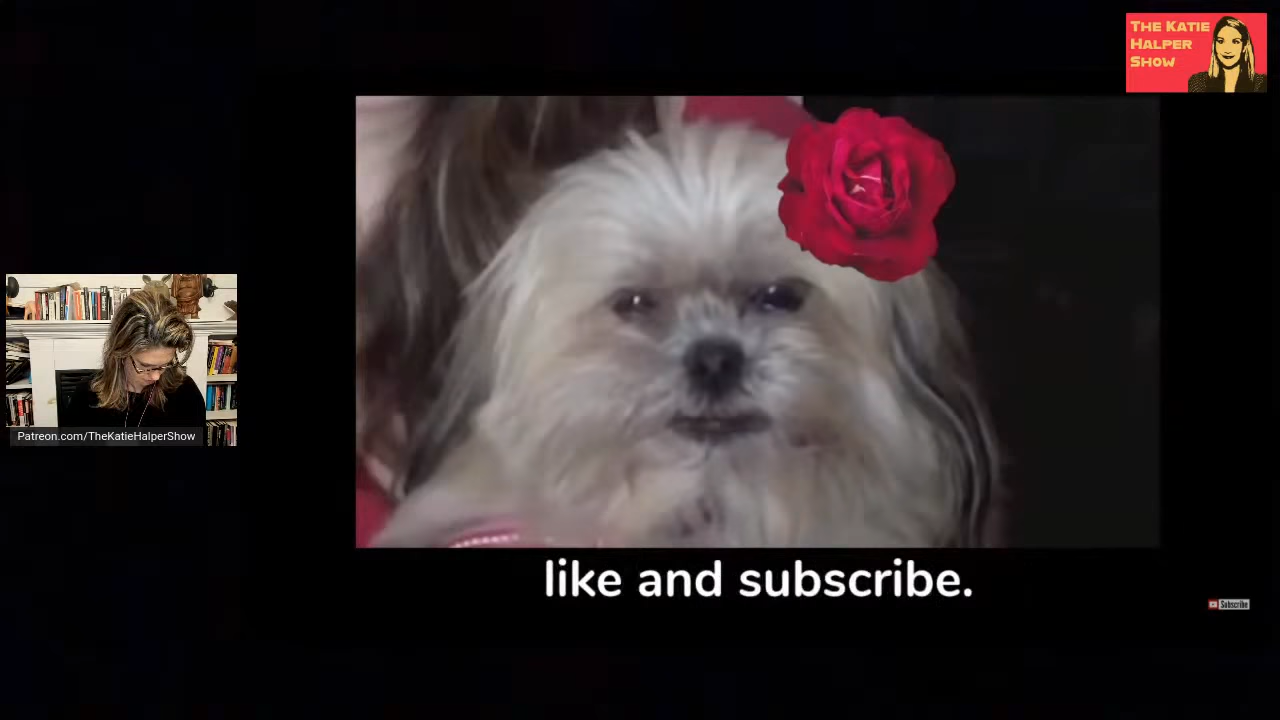 THE KATIE
HALPER
SHOW
Patreon.com/TheKatieHalperShow
like and subscribe.
Subscribe